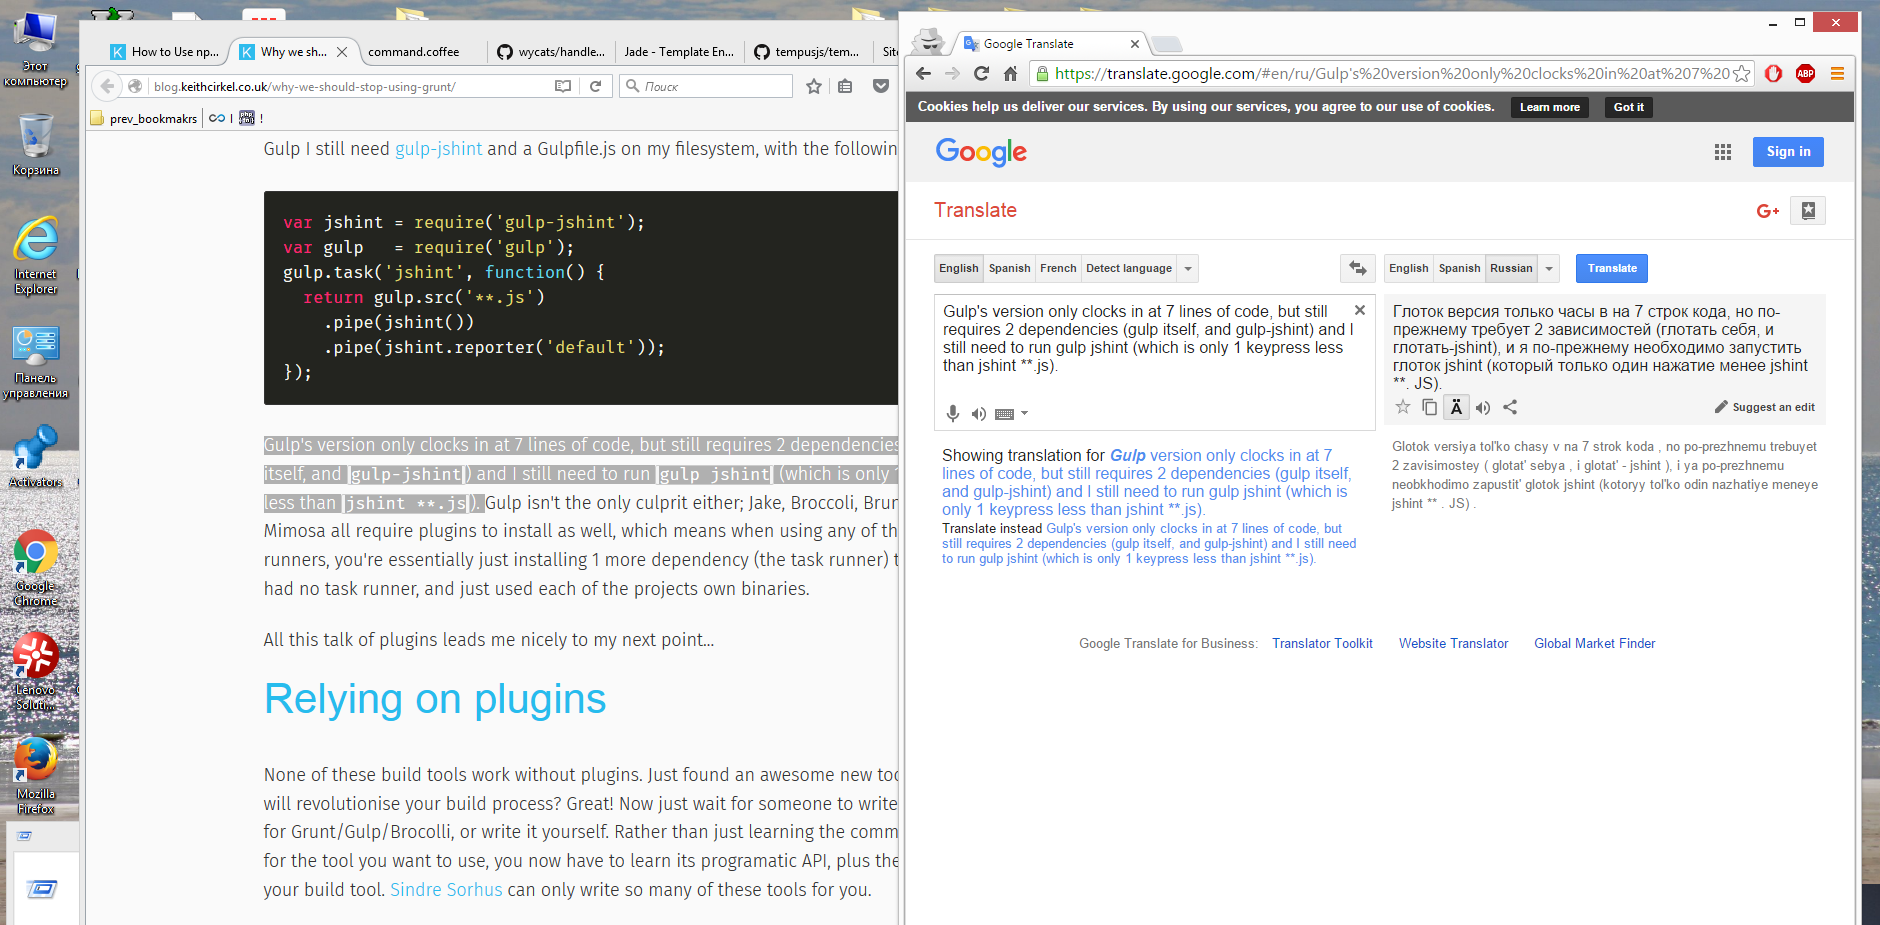 Этот
компьютер
Корзина
Internet
Explorer
Панель
управления
Activators
Google
Chrome
Lenovo
Soluti...
Mozilla
Firefox
How to Use np...
Why we sh...
command.coffee
wycats/handle...
Jade - Template En...
tempusjs/tem...
Site
blog.keithcirkel.co.uk/why-we-should-stop-using-grunt/
Поиск
prev_bookmakrs
I
!
Gulp I still need gulp-jshint and a Gulpfile.js on my filesystem, with the followin
var jshint = require('gulp-jshint');
var gulp   = require('gulp');
gulp.task('jshint', function() {
  return gulp.src('**.js')
    .pipe(jshint())
    .pipe(jshint.reporter('default'));
});
Gulp's version only clocks in at 7 lines of code, but still requires 2 dependencies
itself, and gulp-jshint) and I still need to run gulp jshint (which is only 1
less than jshint **.js). Gulp isn't the only culprit either; Jake, Broccoli, Brun
Mimosa all require plugins to install as well, which means when using any of th
runners, you're essentially just installing 1 more dependency (the task runner) t
had no task runner, and just used each of the projects own binaries.
All this talk of plugins leads me nicely to my next point...
Relying on plugins
None of these build tools work without plugins. Just found an awesome new too
will revolutionise your build process? Great! Now just wait for someone to write
for Grunt/Gulp/Brocolli, or write it yourself. Rather than just learning the comm
for the tool you want to use, you now have to learn its programatic API, plus the
your build tool. Sindre Sorhus can only write so many of these tools for you.
Google Translate
https://translate.google.com/#en/ru/Gulp's%20version%20only%20clocks%20in%20at%207%20
ABP
Cookies help us deliver our services. By using our services, you agree to our use of cookies. Learn more Got it
Google
Sign in
Translate
G+
English Spanish French Detect language
English Spanish Russian
Translate
Gulp's version only clocks in at 7 lines of code, but still
requires 2 dependencies (gulp itself, and gulp-jshint) and I
still need to run gulp jshint (which is only 1 keypress less
than jshint **.js).
Глоток версия только часы в на 7 строк кода, но по-
прежнему требует 2 зависимостей (глотать себя, и
глотать-jshint), и я по-прежнему необходимо запустить
глоток jshint (который только один нажатие менее jshint
**. JS).
Ä
Suggest an edit
Showing translation for Gulp version only clocks in at 7
lines of code, but still requires 2 dependencies (gulp itself,
and gulp-jshint) and I still need to run gulp jshint (which is
only 1 keypress less than jshint **.js).
Translate instead Gulp's version only clocks in at 7 lines of code, but
still requires 2 dependencies (gulp itself, and gulp-jshint) and I still need
to run gulp jshint (which is only 1 keypress less than jshint **.js).
Glotok versiya tol'ko chasy v na 7 strok koda , no po-prezhnemu trebuyet
2 zavisimostey ( glotat' sebya , i glotat' - jshint ), i ya po-prezhnemu
neobkhodimo zapustit' glotok jshint (kotoryy tol'ko odin nazhatiye meneye
jshint ** . JS) .
Google Translate for Business: Translator Toolkit Website Translator Global Market Finder